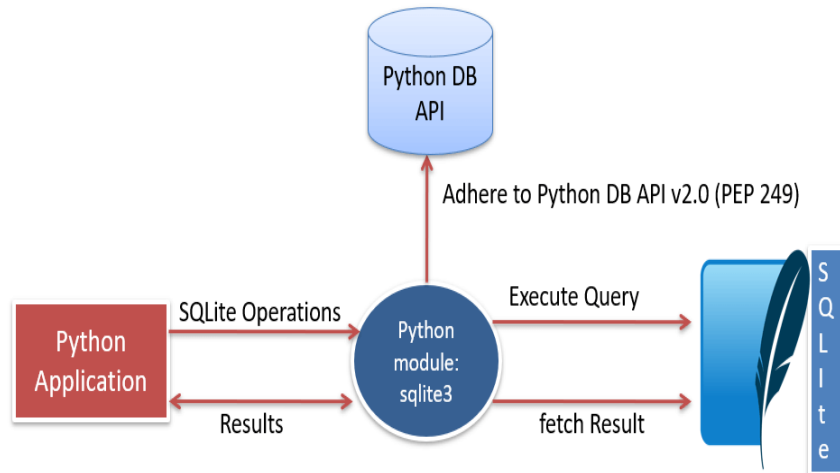 Python DB
API
Adhere to Python DB API v2.0 (PEP 249)
SQLite Operations
Execute Query
Python
Application
Python
module:
sqlite3
Results
fetch Result
S
Q
L
I
t
e